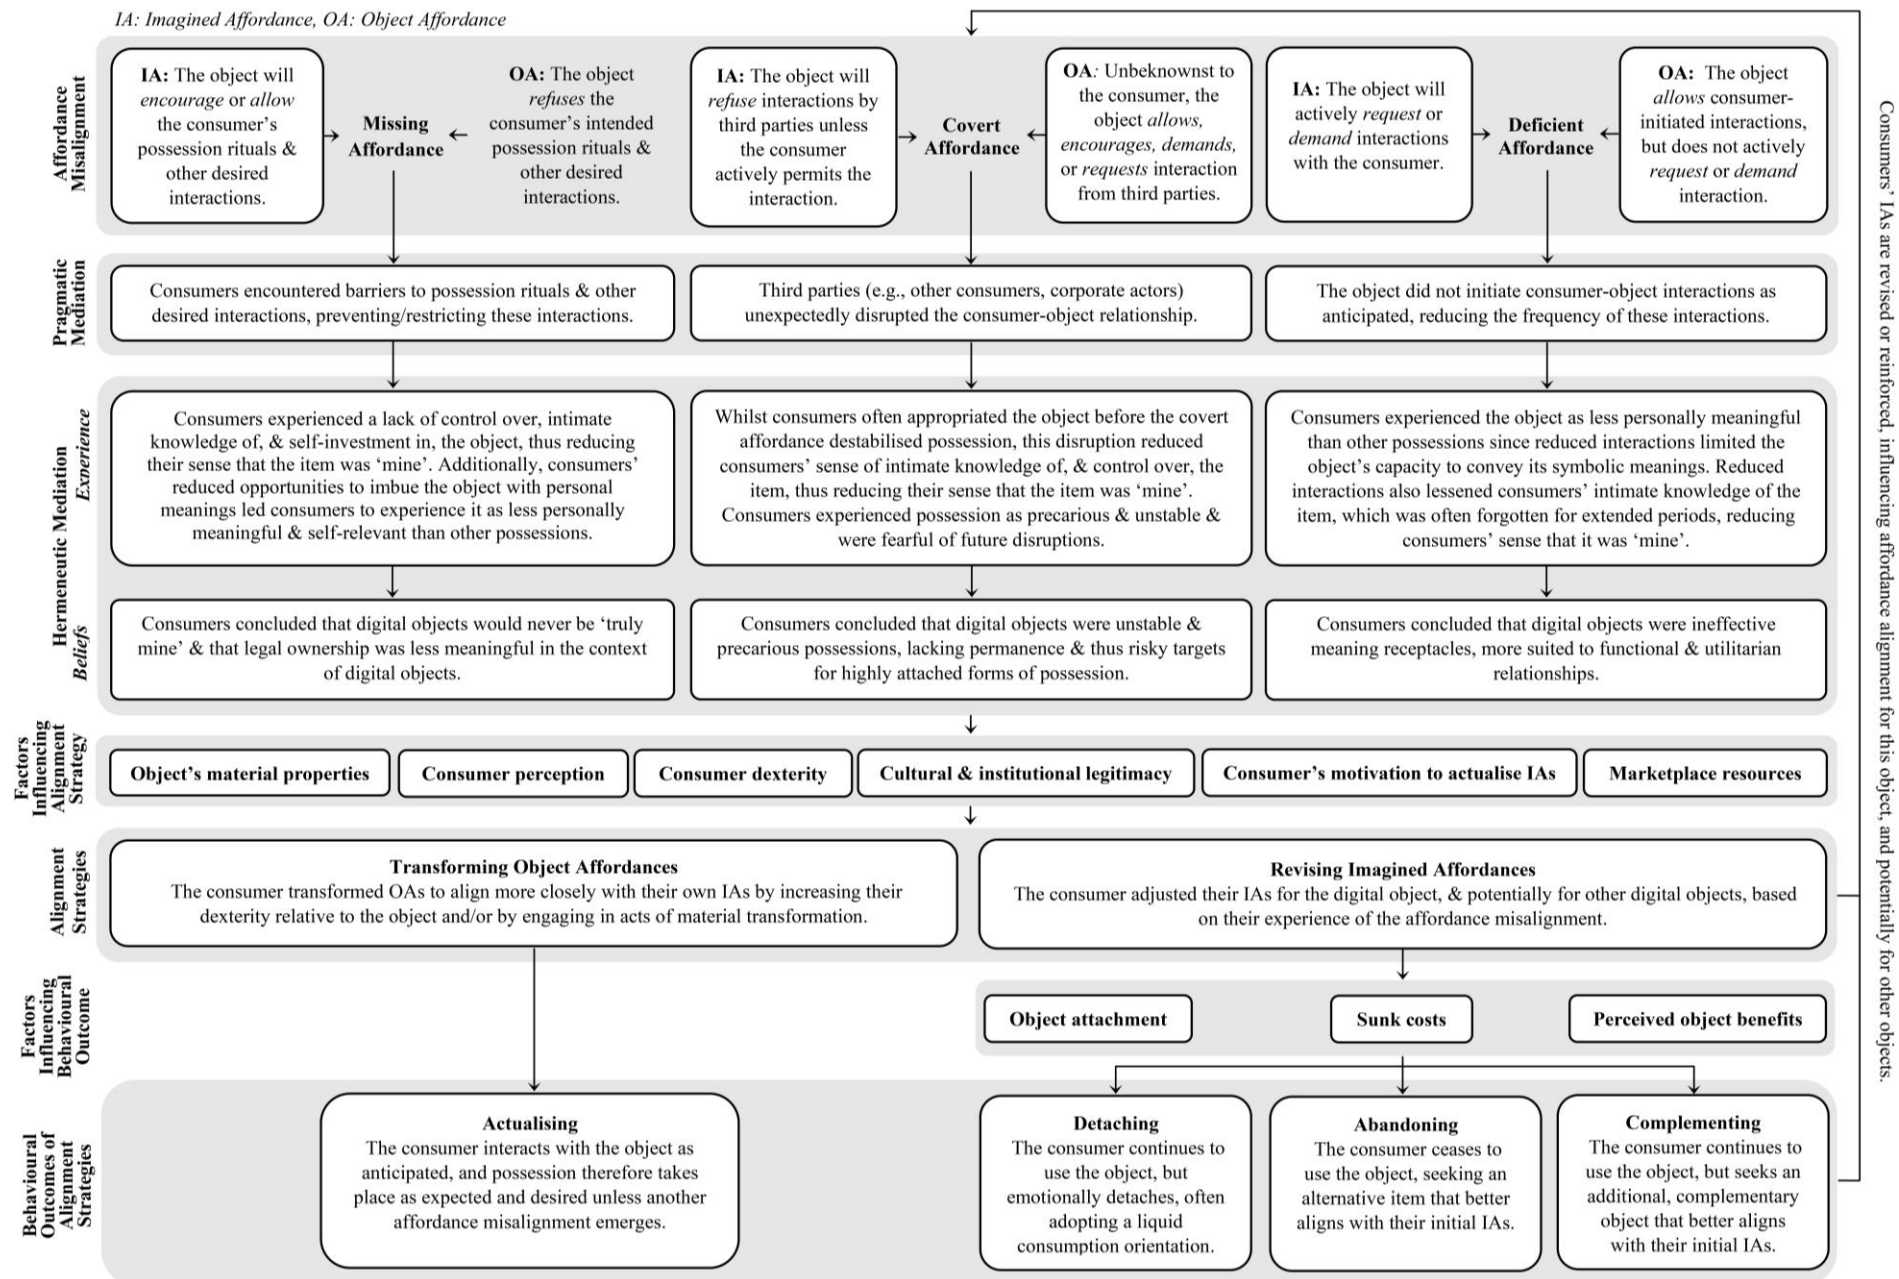 IA: Imagined Affordance, OA: Object Affordance
Affordance
Misalignment
IA: The object will
encourage or allow
the consumer's
possession rituals &
other desired
interactions.
Missing
Affordance
OA: The object
refuses the
consumer's intended
possession rituals &
other desired
interactions.
IA: The object will
refuse interactions by
third parties unless
the consumer
actively permits the
interaction.
Covert
Affordance
OA: Unbeknownst to
the consumer, the
object allows,
encourages, demands,
or requests interaction
from third parties.
IA: The object will
actively request or
demand interactions
with the consumer.
Deficient
Affordance
OA: The object
allows consumer-
initiated interactions,
but does not actively
request or demand
interaction.
Pragmatic
Mediation
Consumers encountered barriers to possession rituals & other
desired interactions, preventing/restricting these interactions.
Third parties (e.g., other consumers, corporate actors)
unexpectedly disrupted the consumer-object relationship.
The object did not initiate consumer-object interactions as
anticipated, reducing the frequency of these interactions.
Hermeneutic Mediation
Experience
Consumers experienced a lack of control over, intimate
knowledge of, & self-investment in, the object, thus reducing
their sense that the item was 'mine'. Additionally, consumers'
reduced opportunities to imbue the object with personal
meanings led consumers to experience it as less personally
meaningful & self-relevant than other possessions.
Whilst consumers often appropriated the object before the covert
affordance destabilised possession, this disruption reduced
consumers' sense of intimate knowledge of, & control over, the
item, thus reducing their sense that the item was 'mine'.
Consumers experienced possession as precarious & unstable &
were fearful of future disruptions.
Consumers experienced the object as less personally meaningful
than other possessions since reduced interactions limited the
object's capacity to convey its symbolic meanings. Reduced
interactions also lessened consumers' intimate knowledge of the
item, which was often forgotten for extended periods, reducing
consumers' sense that it was 'mine'.
Beliefs
Consumers concluded that digital objects would never be 'truly
mine' & that legal ownership was less meaningful in the context
of digital objects.
Consumers concluded that digital objects were unstable &
precarious possessions, lacking permanence & thus risky targets
for highly attached forms of possession.
Consumers concluded that digital objects were ineffective
meaning receptacles, more suited to functional & utilitarian
relationships.
Factors
Influencing
Alignment
Strategy
Object's material properties
Consumer perception
Consumer dexterity
Cultural & institutional legitimacy
Consumer's motivation to actualise IAs
Marketplace resources
Alignment
Strategies
Transforming Object Affordances
The consumer transformed OAs to align more closely with their own IAs by increasing their
dexterity relative to the object and/or by engaging in acts of material transformation.
Revising Imagined Affordances
The consumer adjusted their IAs for the digital object, & potentially for other digital objects, based
on their experience of the affordance misalignment.
Factors
Influencing
Behavioural
Outcome
Object attachment
Sunk costs
Perceived object benefits
Behavioural
Outcomes of
Alignment
Strategies
Actualising
The consumer interacts with the object as
anticipated, and possession therefore takes
place as expected and desired unless another
affordance misalignment emerges.
Detaching
The consumer continues to
use the object, but
emotionally detaches, often
adopting a liquid
consumption orientation.
Abandoning
The consumer ceases to
use the object, seeking an
alternative item that better
aligns with their initial IAs.
Complementing
The consumer continues to
use the object, but seeks an
additional, complementary
object that better aligns
with their initial IAs.
Consumers' IAs are revised or reinforced, influencing affordance alignment for this object, and potentially for other objects.